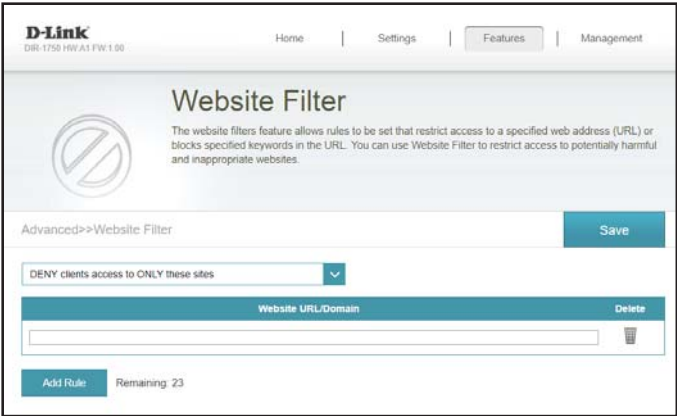 D-Link
DIR-1750 HW:A1 FW:1.00
Home | Settings | Features | Management
Website Filter
The website filters feature allows rules to be set that restrict access to a specified web address (URL) or
blocks specified keywords in the URL. You can use Website Filter to restrict access to potentially harmful
and inappropriate websites.
Advanced>>Website Filter
Save
DENY clients access to ONLY these sites
Website URL/Domain Delete
Add Rule Remaining: 23